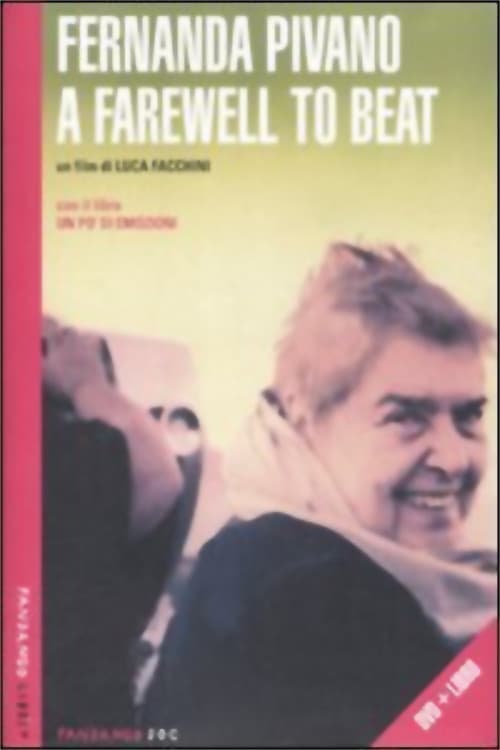 FERNANDA PIVANO
A FAREWELL TO BEAT
un film di LUCA FACCHINI
con il libro
UN PO' DI EMOZIONI
DVD + LIBRO
FANDANGO LIBRI
FANDANGO DOC